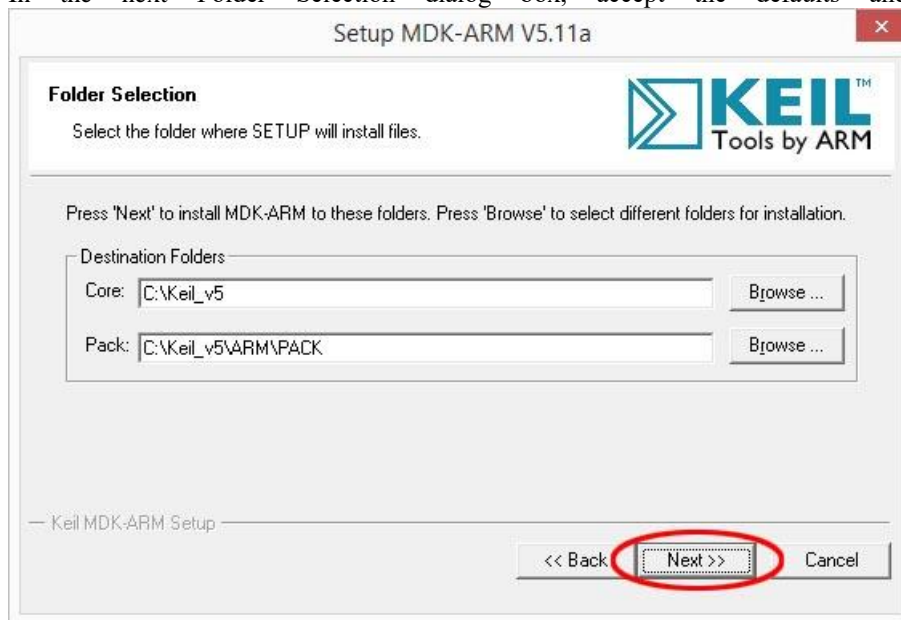 In the next Folder Selection dialog box, accept the defaults and
Setup MDK-ARM V5.11a
Folder Selection
Select the folder where SETUP will install files.
KEIL™
Tools by ARM
Press 'Next' to install MDK-ARM to these folders. Press 'Browse' to select different folders for installation.
Destination Folders
Core: C:\Keil_v5 Browse ...
Pack: C:\Keil_v5\ARM\PACK Browse ...
Keil MDK-ARM Setup
<< Back Next >> Cancel